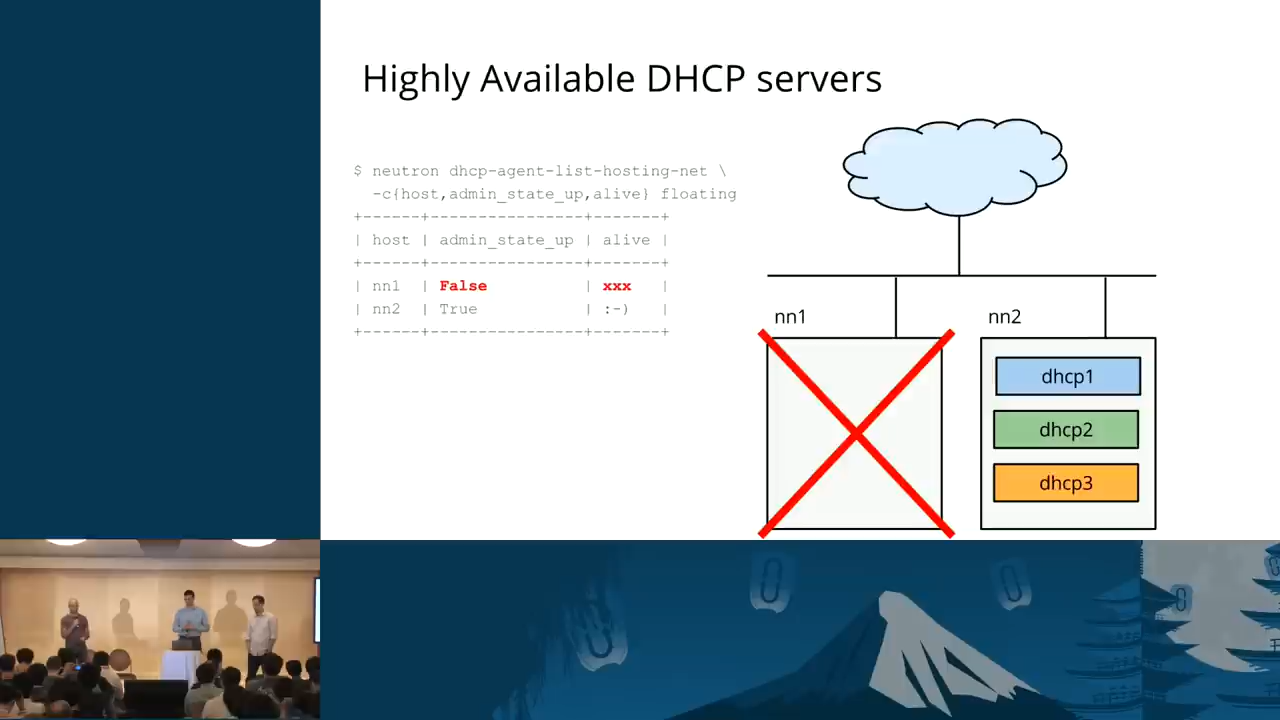 Highly Available DHCP servers
$ neutron dhcp-agent-list-hosting-net \
-c{host,admin_state_up,alive} floating
+------+----------------+-------+
| host | admin_state_up | alive |
+------+----------------+-------+
| nn1 | False | xxx |
| nn2 | True | :-) |
+------+----------------+-------+
nn1
nn2
dhcp1
dhcp2
dhcp3